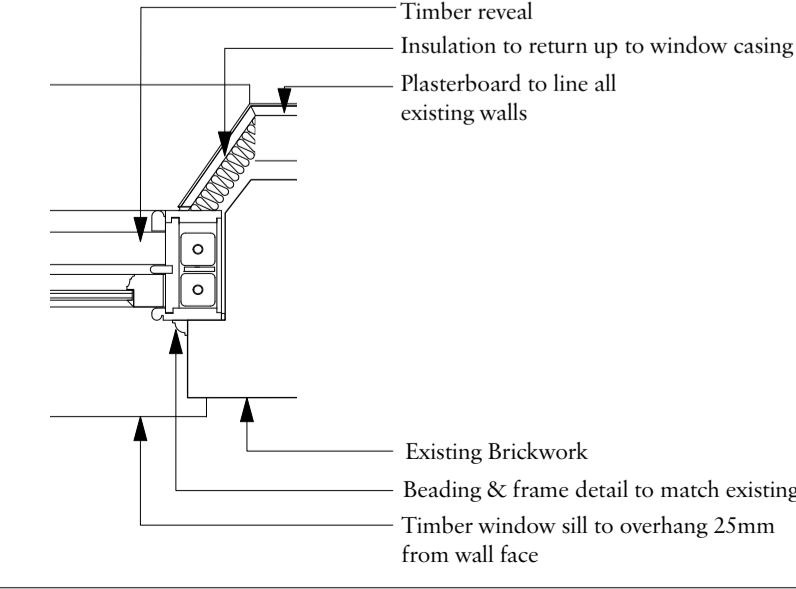 Timber reveal
Insulation to return up to window casing
Plasterboard to line all
existing walls
Existing Brickwork
Beading & frame detail to match existing
Timber window sill to overhang 25mm
from wall face